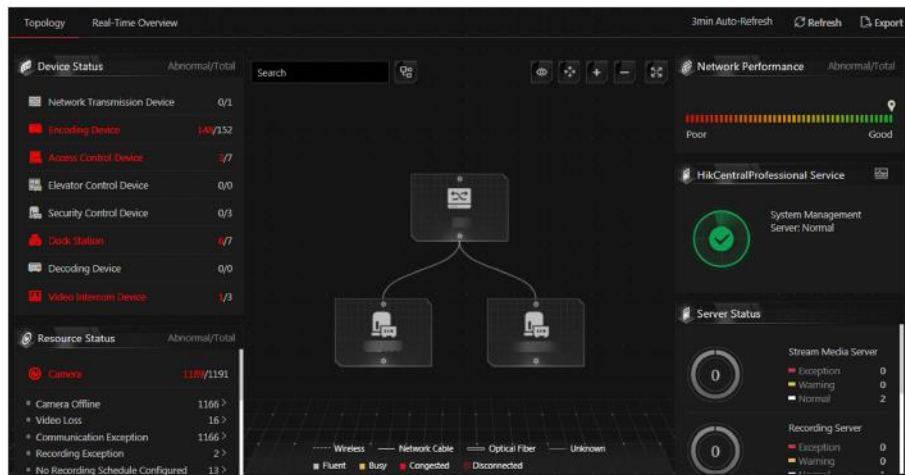 Topology Real-Time Overview 3min Auto-Refresh Refresh Export
Device Status Abnormal/Total
Network Transmission Device 0/1
Encoding Device 148/152
Access Control Device 3/7
Elevator Control Device 0/0
Security Control Device 0/3
Dock Station 6/7
Decoding Device 0/0
Video Intercom Device 1/3
Resource Status Abnormal/Total
Camera 1189/1191
Camera Offline 1166 >
Video Loss 16 >
Communication Exception 1166 >
Recording Exception 2 >
No Recording Schedule Configured 13 >
Search
Wireless Network Cable Optical Fiber Unknown
Fluent Busy Congested Disconnected
Network Performance Abnormal/Total
Poor Good
HikCentralProfessional Service
System Management
Server: Normal
Server Status
0
Stream Media Server
Exception 0
Warning 0
Normal 2
0
Recording Server
Exception 0
Warning 0
Normal